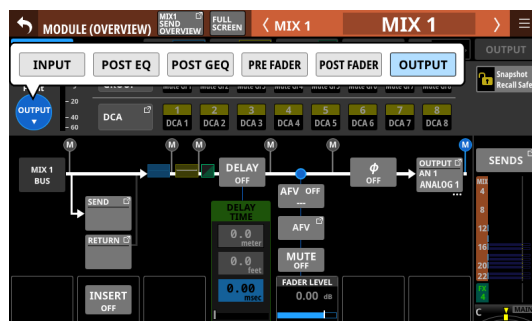 MODULE (OVERVIEW)
MIX1
SEND
OVERVIEW
FULL
SCREEN
MIX 1
MIX 1
INPUT
POST EQ
POST GEQ
PRE FADER
POST FADER
OUTPUT
OUTPUT
Snapshot
Recall Safe
OUTPUT
20
40
60
DCA
1
DCA 1
2
DCA 2
3
DCA 3
4
DCA 4
5
DCA 5
6
DCA 6
7
DCA 7
8
DCA 8
M
M
M
M
M
M
MIX 1
BUS
DELAY
OFF
ϕ
OFF
OUTPUT
AN 1
ANALOG 1
...
SENDS
SEND
RETURN
INSERT
OFF
DELAY
TIME
0.0
meter
0.0
feet
0.00
msec
AFV OFF
---
AFV
MUTE
OFF
FADER LEVEL
0.00 dB
MIX
4
8
12
16
20
22
FX
4
C
MAIN